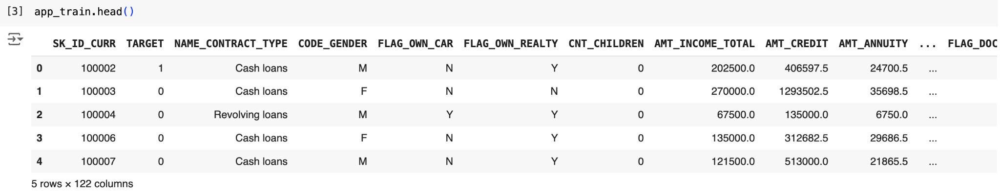 [3] app_train.head()
SK_ID_CURR TARGET NAME_CONTRACT_TYPE CODE_GENDER FLAG_OWN_CAR FLAG_OWN_REALTY CNT_CHILDREN AMT_INCOME_TOTAL AMT_CREDIT AMT_ANNUITY ... FLAG_DOC
0 100002 1 Cash loans M N Y 0 202500.0 406597.5 24700.5 ...
1 100003 0 Cash loans F N N 0 270000.0 1293502.5 35698.5 ...
2 100004 0 Revolving loans M Y Y 0 67500.0 135000.0 6750.0 ...
3 100006 0 Cash loans F N Y 0 135000.0 312682.5 29686.5 ...
4 100007 0 Cash loans M N Y 0 121500.0 513000.0 21865.5 ...
5 rows × 122 columns